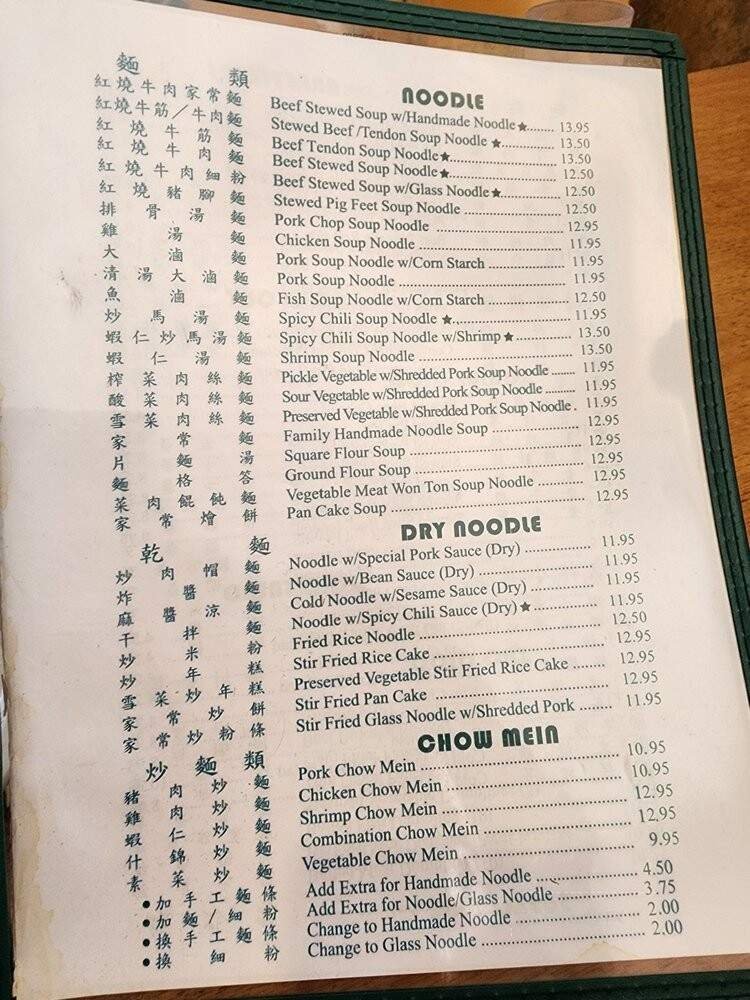 麵 類 NOODLE
紅燒牛肉家常麵 Beef Stewed Soup w/Handmade Noodle★........ 13.95
紅燒牛筋/牛肉麵 Stewed Beef /Tendon Soup Noodle ★............ 13.50
紅燒牛筋麵 Beef Tendon Soup Noodle★........................ 13.50
紅燒牛肉麵 Beef Stewed Soup Noodle★........................ 12.50
紅燒牛肉細粉 Beef Stewed Soup w/Glass Noodle★............ 12.50
紅燒豬腳麵 Stewed Pig Feet Soup Noodle ........................ 12.50
排骨湯麵 Pork Chop Soup Noodle ........................ 12.95
雞湯麵 Chicken Soup Noodle ........................ 11.95
大滷麵 Pork Soup Noodle w/Corn Starch .................. 11.95
清湯大滷麵 Pork Soup Noodle ........................ 11.95
魚滷麵 Fish Soup Noodle w/Corn Starch .................. 12.50
炒馬湯麵 Spicy Chili Soup Noodle ★........................ 11.95
蝦仁炒馬湯麵 Spicy Chili Soup Noodle w/Shrimp★............ 13.50
蝦仁湯麵 Shrimp Soup Noodle ........................ 13.50
榨菜肉絲麵 Pickle Vegetable w/Shredded Pork Soup Noodle ....... 11.95
酸菜肉絲麵 Sour Vegetable w/Shredded Pork Soup Noodle ......... 11.95
雪菜肉絲麵 Preserved Vegetable w/Shredded Pork Soup Noodle . 11.95
家常麵 Family Handmade Noodle Soup .................. 12.95
片麵湯 Square Flour Soup ........................ 12.95
麵格答 Ground Flour Soup ........................ 12.95
菜肉餛飩麵 Vegetable Meat Won Ton Soup Noodle ............ 12.95
家常燴餅 Pan Cake Soup ........................ 12.95
乾 麵 DRY NOODLE
炒肉帽麵 Noodle w/Special Pork Sauce (Dry) .................. 11.95
炸醬麵 Noodle w/Bean Sauce (Dry) ........................ 11.95
麻醬涼麵 Cold Noodle w/Sesame Sauce (Dry) .................. 11.95
干拌麵 Noodle w/Spicy Chili Sauce (Dry)★.................. 11.95
炒米粉 Fried Rice Noodle ........................ 12.50
炒年糕 Stir Fried Rice Cake ........................ 12.95
雪菜炒年糕 Preserved Vegetable Stir Fried Rice Cake ........ 12.95
家常炒餅 Stir Fried Pan Cake ........................ 12.95
家常炒粉條 Stir Fried Glass Noodle w/Shredded Pork ....... 11.95
炒麵類 CHOW MEIN
豬肉炒麵 Pork Chow Mein ........................ 10.95
雞肉炒麵 Chicken Chow Mein ........................ 10.95
蝦仁炒麵 Shrimp Chow Mein ........................ 12.95
什錦炒麵 Combination Chow Mein ........................ 12.95
素菜炒麵 Vegetable Chow Mein ........................ 9.95
•加手工麵條 Add Extra for Handmade Noodle .................. 4.50
•加麵/細粉 Add Extra for Noodle/Glass Noodle .................. 3.75
•換手工麵條 Change to Handmade Noodle ........................ 2.00
•換細粉 Change to Glass Noodle ........................ 2.00